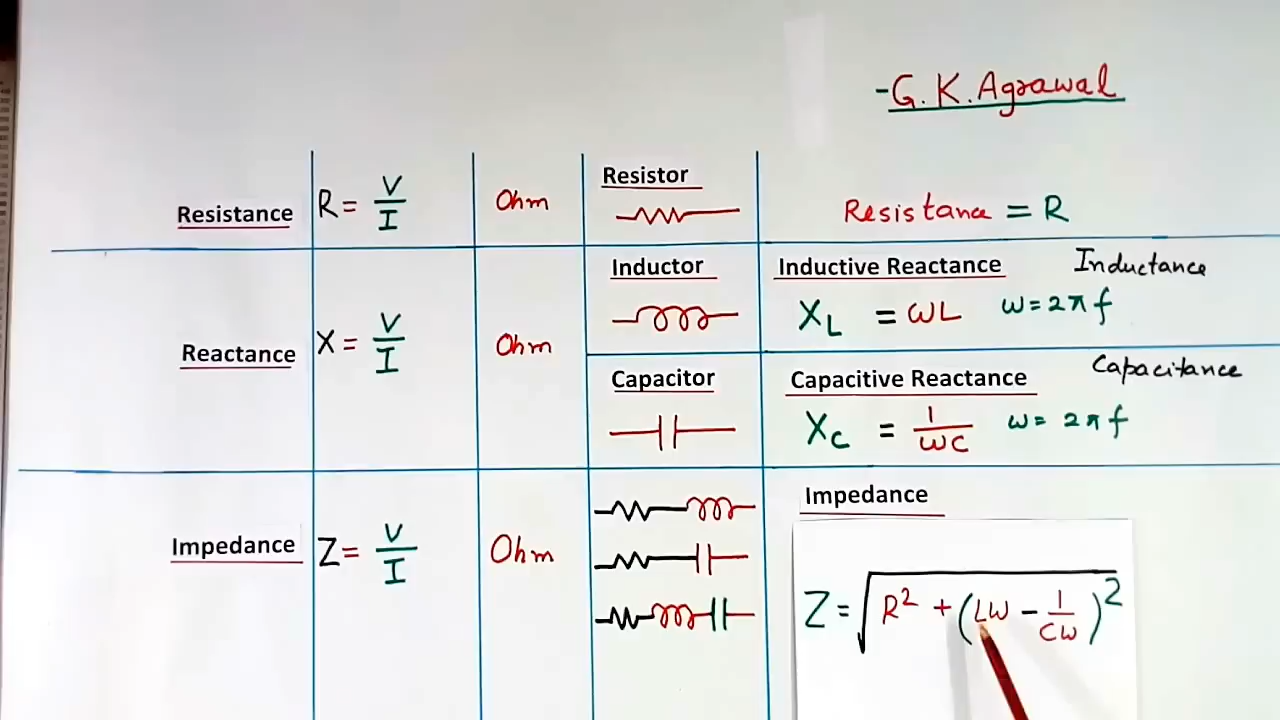 -G. K. Agrawal
Resistance R = V/I Ohm Resistor Resistance = R
Reactance X = V/I Ohm
Inductor Inductive Reactance Inductance
X_L = ωL ω = 2πf
Capacitor Capacitive Reactance Capacitance
X_C = 1/ωC ω = 2πf
Impedance Z = V/I Ohm Impedance
Z = √(R² + (Lω - 1/Cω)²)